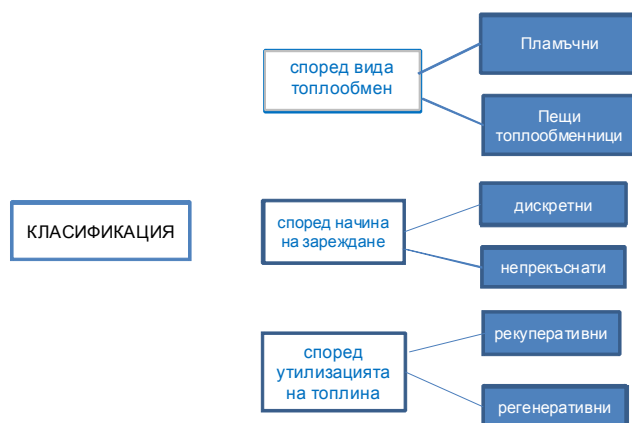 КЛАСИФИКАЦИЯ
според вида
топлообмен
Пламъчни
Пещи
топлообменници
според начина
на зареждане
дискретни
непрекъснати
според
утилизацията
на топлина
рекуперативни
регенеративни